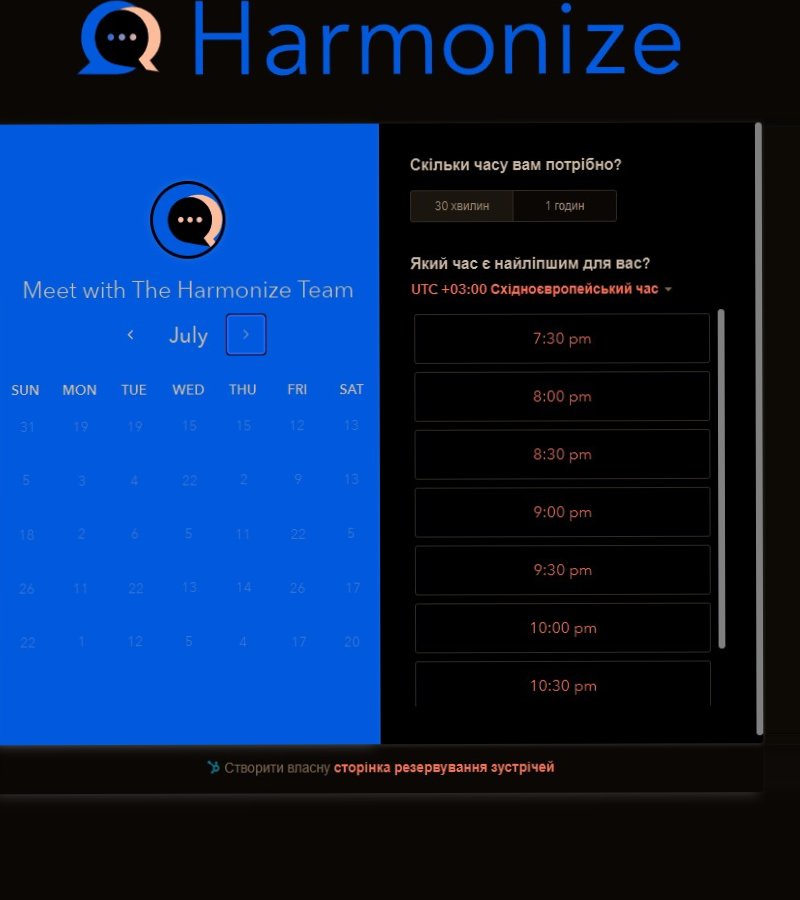 Harmonize
Meet with The Harmonize Team
July
SUN MON TUE WED THU FRI SAT
31 19 19 15 15 12 13
5 3 4 22 2 9 13
18 2 6 5 11 22 5
26 11 22 13 14 26 17
22 1 12 5 4 17 20
Скільки часу вам потрібно?
30 хвилин 1 годин
Який час є найліпшим для вас?
UTC +03:00 Східноєвропейський час
7:30 pm
8:00 pm
8:30 pm
9:00 pm
9:30 pm
10:00 pm
10:30 pm
Створити власну сторінка резервування зустрічей